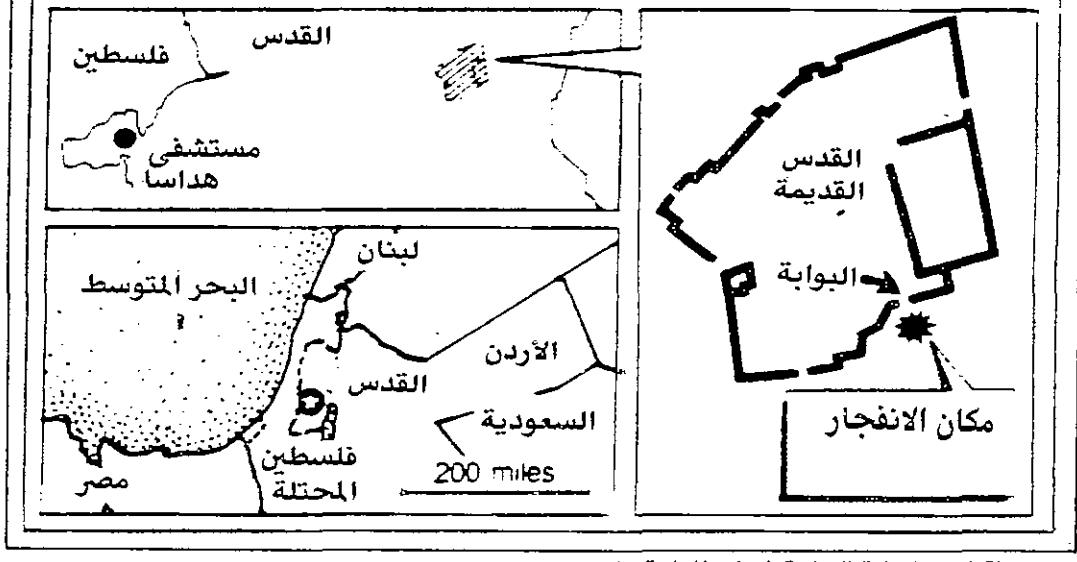 القدس
فلسطين
مستشفى
هداسا
القدس
القديمة
البوابة
مكان الانفجار
لبنان
البحر المتوسط
الأردن
القدس
السعودية
فلسطين
المحتلة
200 miles
مصر